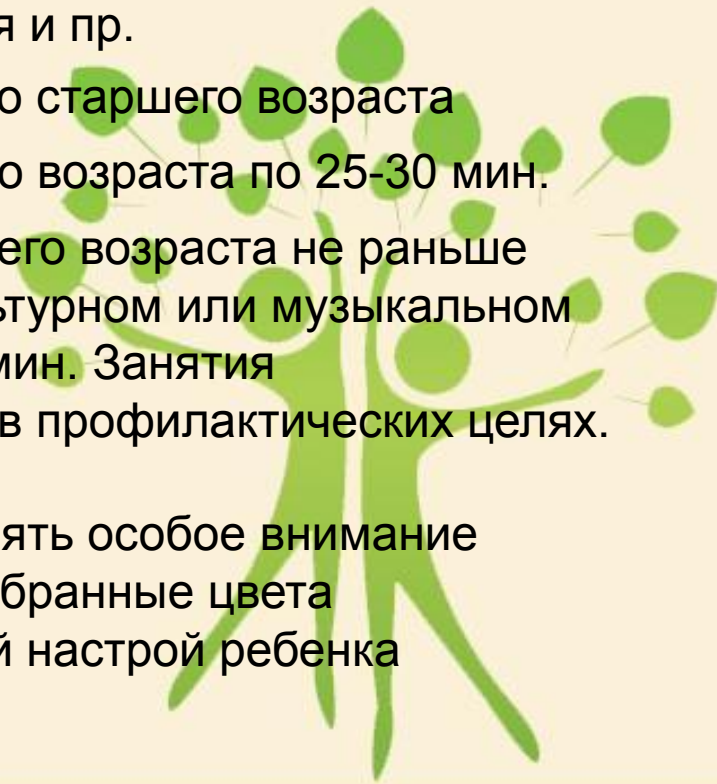 я и пр.
о старшего возраста
о возраста по 25-30 мин.
его возраста не раньше
ьтурном или музыкальном
мин. Занятия
в профилактических целях.
ять особое внимание
бранные цвета
й настрой ребенка